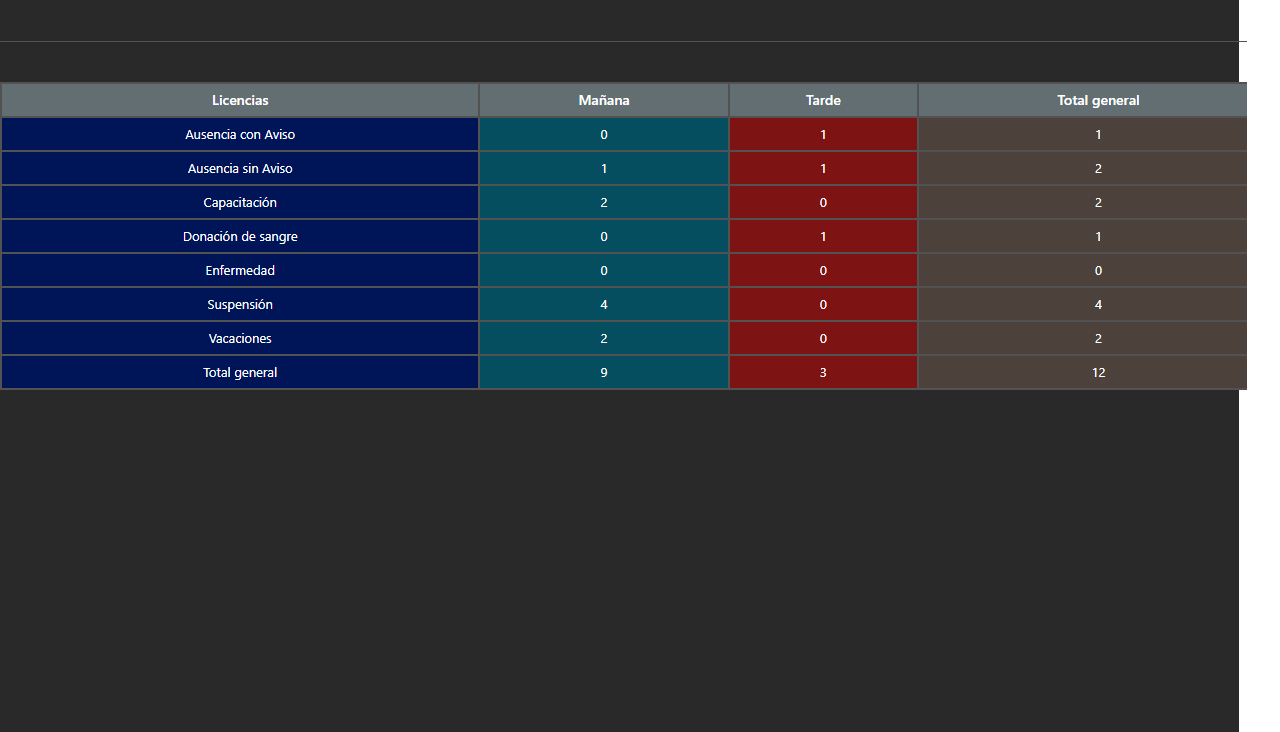 Licencias Mañana Tarde Total general
Ausencia con Aviso 0 1 1
Ausencia sin Aviso 1 1 2
Capacitación 2 0 2
Donación de sangre 0 1 1
Enfermedad 0 0 0
Suspensión 4 0 4
Vacaciones 2 0 2
Total general 9 3 12